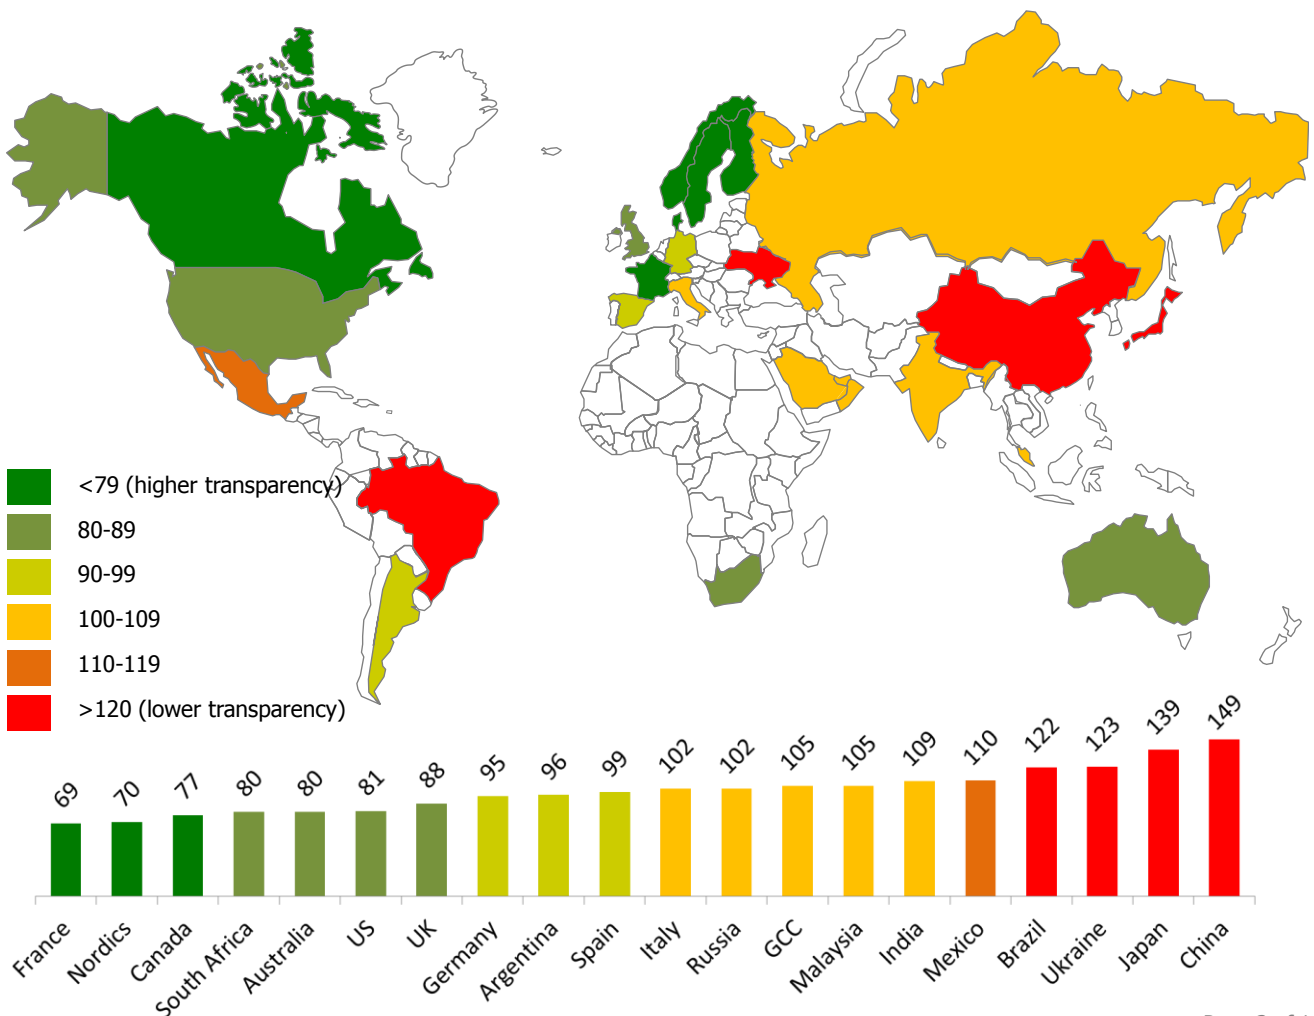 <79 (higher transparency)
80-89
90-99
100-109
110-119
>120 (lower transparency)
69 70 77 80 80 81 88 95 96 99 102 102 105 105 109 110 122 123 139 149
France Nordics Canada South Africa Australia US UK Germany Argentina Spain Italy Russia GCC Malaysia India Mexico Brazil Ukraine Japan China